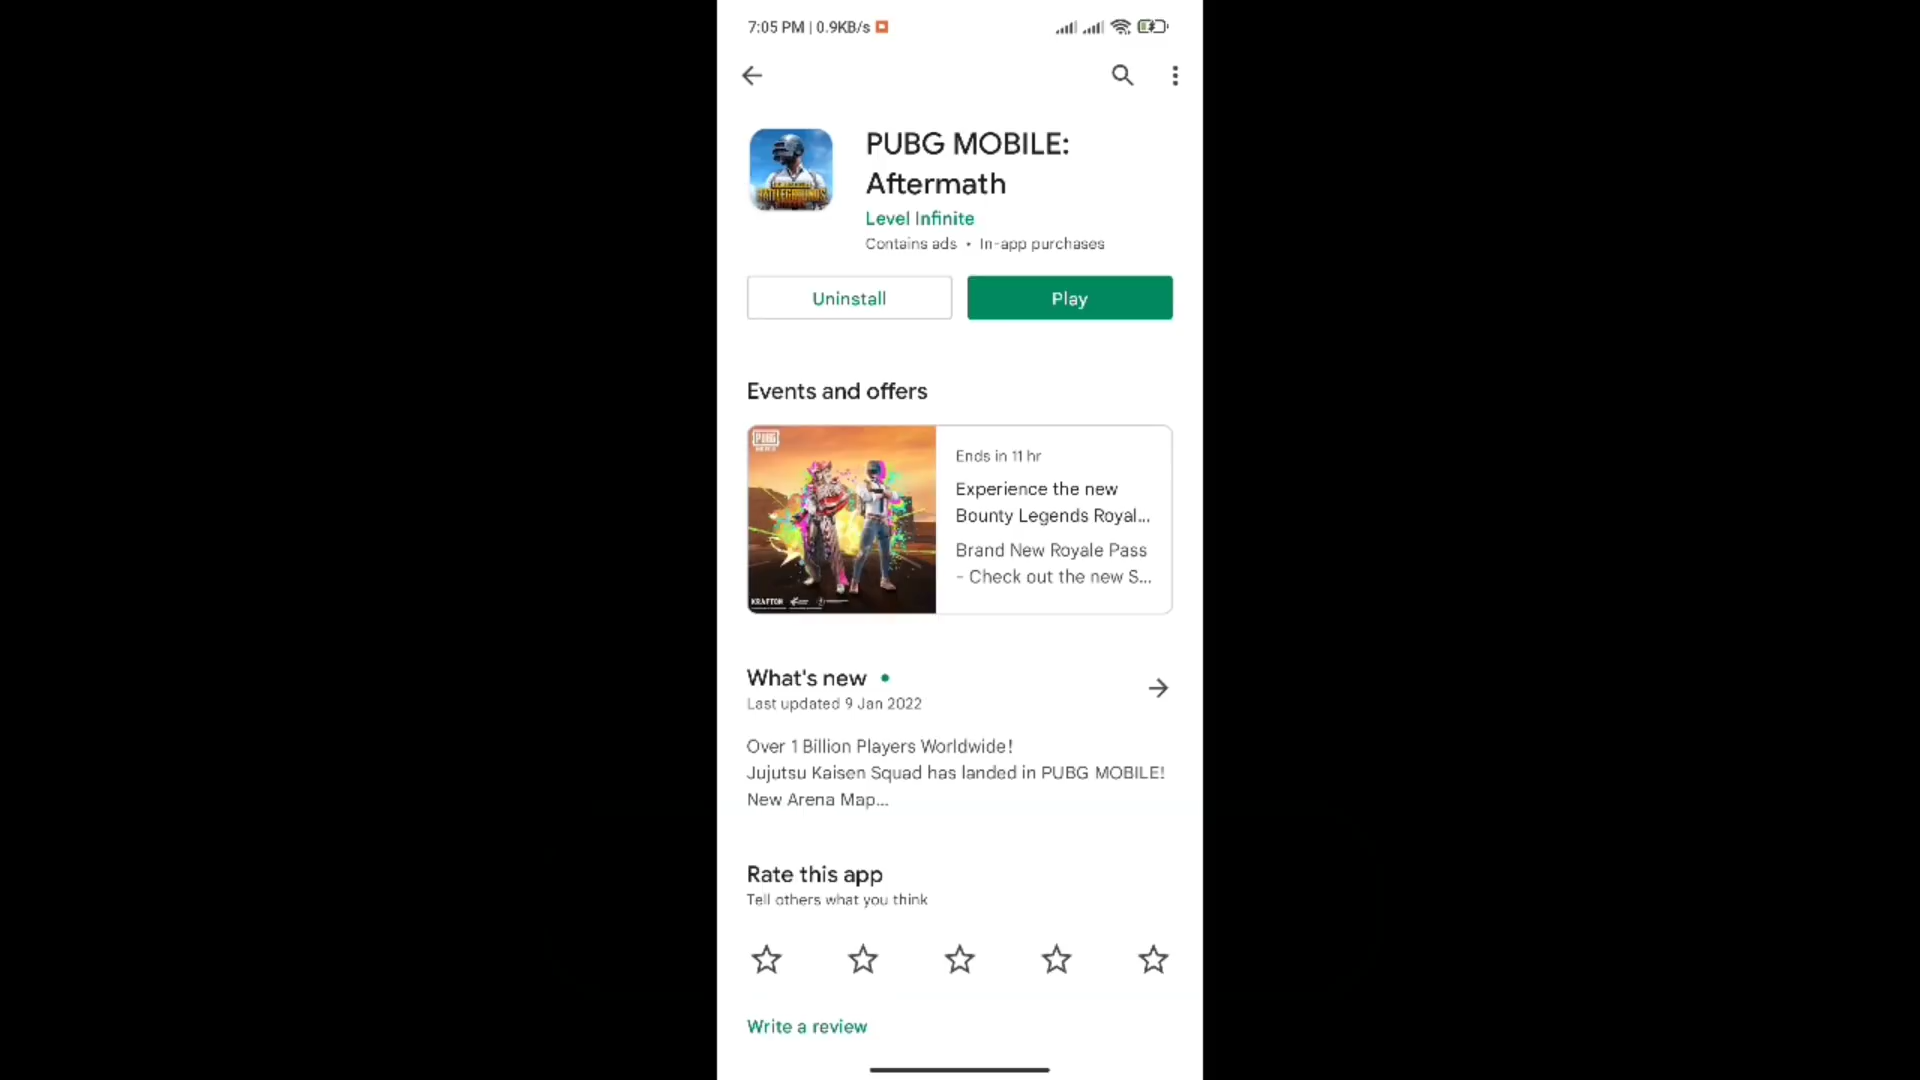 7:05 PM | 0.9KB/s
PUBG MOBILE:
Aftermath
Level Infinite
Contains ads • In-app purchases
Uninstall
Play
Events and offers
PUBG
Ends in 11 hr
Experience the new
Bounty Legends Royal...
Brand New Royale Pass
- Check out the new S...
KRAFTON
What's new
Last updated 9 Jan 2022
Over 1 Billion Players Worldwide!
Jujutsu Kaisen Squad has landed in PUBG MOBILE!
New Arena Map...
Rate this app
Tell others what you think
Write a review